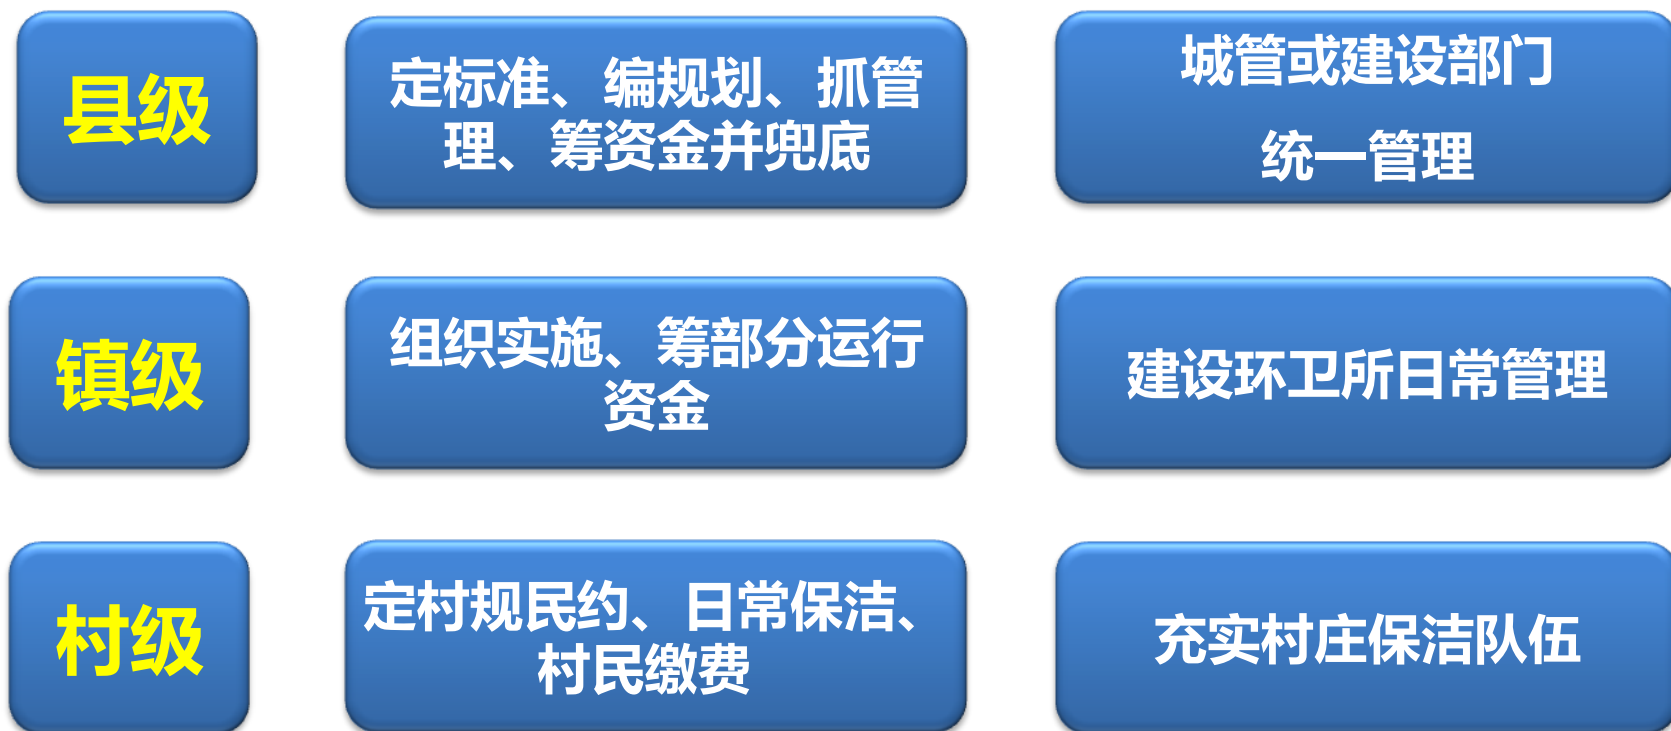 县级
定标准、编规划、抓管
理、筹资金并兜底
城管或建设部门
统一管理
镇级
组织实施、筹部分运行
资金
建设环卫所日常管理
村级
定村规民约、日常保洁、
村民缴费
充实村庄保洁队伍